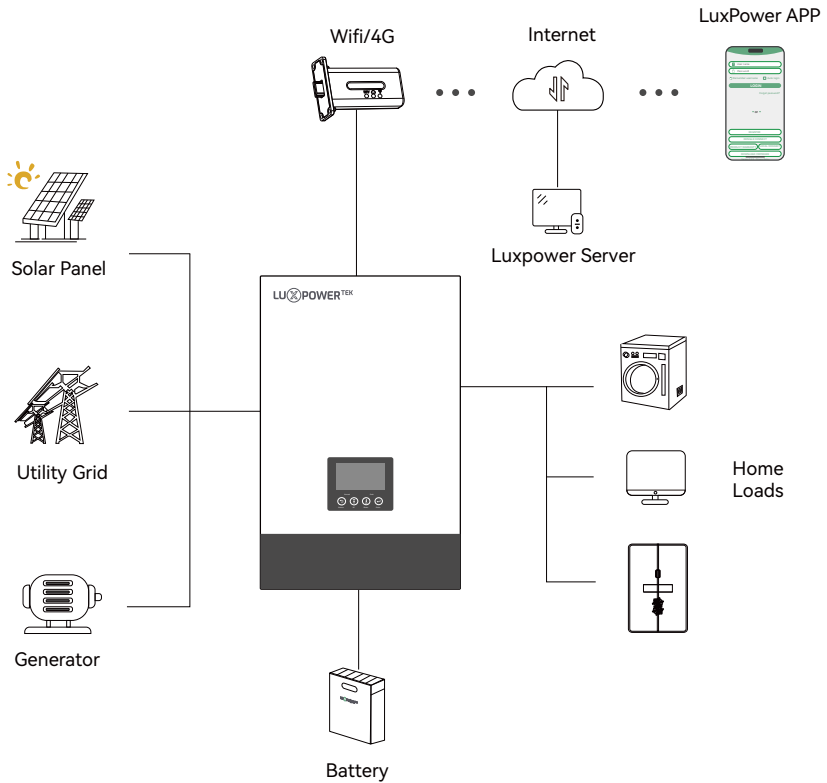 LuxPower APP
Wifi/4G
Internet
Solar Panel
Luxpower Server
LUXPOWERTEK
Utility Grid
Home
Loads
Generator
Battery